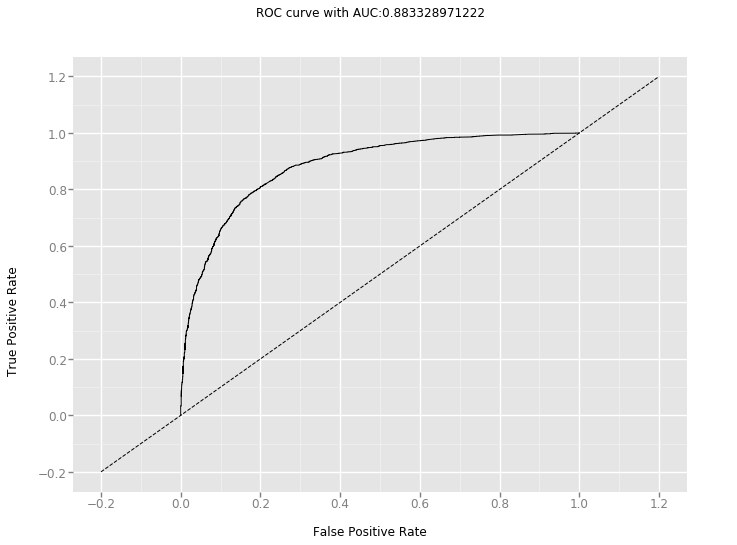 ROC curve with AUC:0.883328971222
1.2
1.0
0.8
0.6
0.4
0.2
0.0
−0.2
True Positive Rate
−0.2 0.0 0.2 0.4 0.6 0.8 1.0 1.2
False Positive Rate